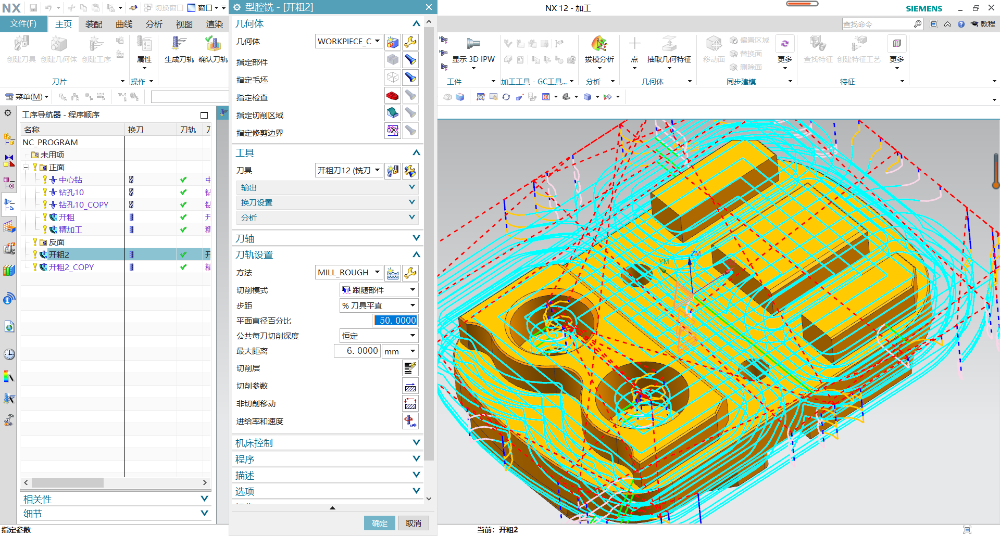 NX
切换窗口
窗口
型腔铣 - [开粗2]
NX 12 - 加工
SIEMENS
文件(F)
主页
装配
曲线
分析
视图
渲染
查找命令
教程
创建刀具
创建几何体
创建工序
属性
生成刀轨
确认刀轨
显示 3D IPW
拔模分析
点
抽取几何特征
移动面
偏置区域
替换面
删除面
更多
查找特征
创建特征工艺
更多
刀片
操作
工件
加工工具 - GC工具...
分析
几何体
同步建模
特征
菜单(M)
工序导航器 - 程序顺序
名称
换刀
刀轨
NC_PROGRAM
未用项
正面
中心钻
中
钻孔10
钻
钻孔10_COPY
钻
开粗
开
精加工
精
反面
开粗2
开
开粗2_COPY
精
相关性
细节
几何体
几何体
WORKPIECE_C
指定部件
指定毛坯
指定检查
指定切削区域
指定修剪边界
工具
刀具
开粗刀12 (铣刀
输出
换刀设置
分析
刀轴
刀轨设置
方法
MILL_ROUGH
切削模式
跟随部件
步距
% 刀具平直
平面直径百分比
50.0000
公共每刀切削深度
恒定
最大距离
6.0000
mm
切削层
切削参数
非切削移动
进给率和速度
机床控制
程序
描述
选项
确定
取消
ZM
YM
指定参数
当前: 开粗2